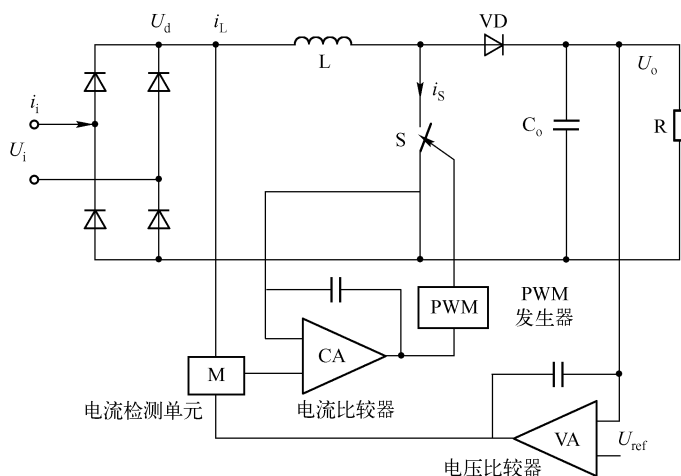 U_d
i_L
VD
L
i_i
i_S
U_o
U_i
S
C_o
R
PWM
PWM
发生器
CA
M
电流检测单元
电流比较器
VA
U_ref
电压比较器